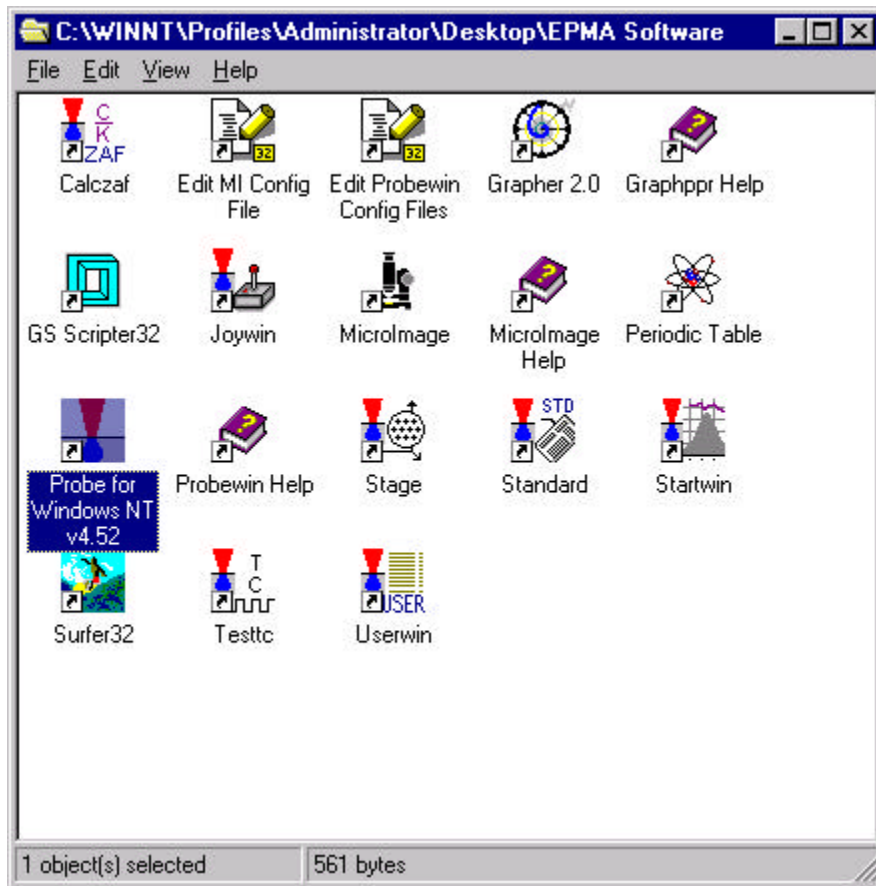 C:\WINNT\Profiles\Administrator\Desktop\EPMA Software
File Edit View Help
C
K
ZAF
32
32
Calczaf
Edit MI Config
File
Edit Probewin
Config Files
Grapher 2.0
Graphppr Help
GS Scripter32
Joywin
MicroImage
MicroImage
Help
Periodic Table
STD
Probe for
Windows NT
v4.52
Probewin Help
Stage
Standard
Startwin
T
C
USER
Surfer32
Testtc
Userwin
1 object(s) selected
561 bytes